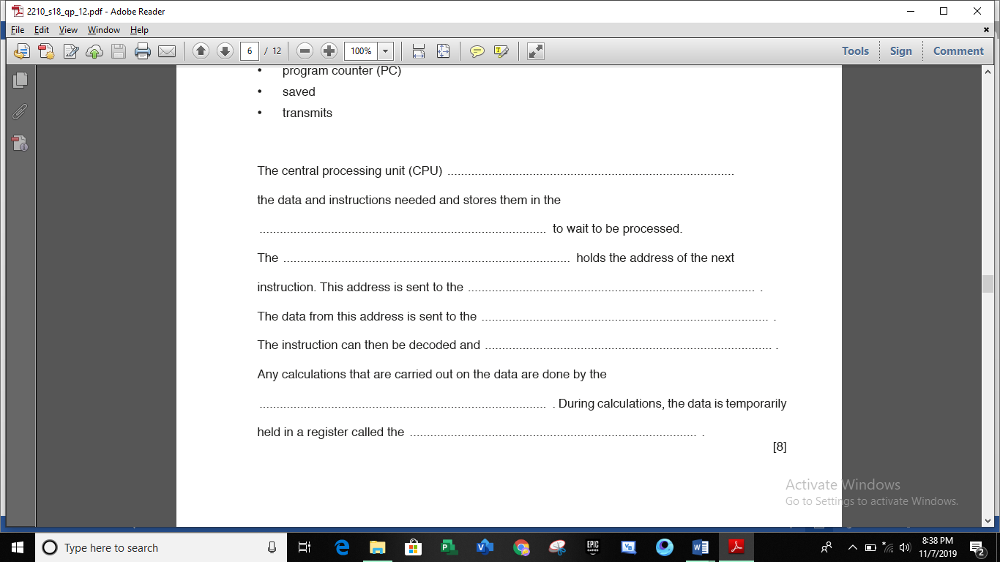 2210_s18_qp_12.pdf - Adobe Reader
File Edit View Window Help
6 / 12 100% Tools Sign Comment
• program counter (PC)
• saved
• transmits
The central processing unit (CPU) ....................................................................................
the data and instructions needed and stores them in the
.................................................................................... to wait to be processed.
The .................................................................................... holds the address of the next
instruction. This address is sent to the .................................................................................... .
The data from this address is sent to the .................................................................................... .
The instruction can then be decoded and .................................................................................... .
Any calculations that are carried out on the data are done by the
.................................................................................... . During calculations, the data is temporarily
held in a register called the .................................................................................... .
[8]
Activate Windows
Go to Settings to activate Windows.
Type here to search
8:38 PM
11/7/2019
2